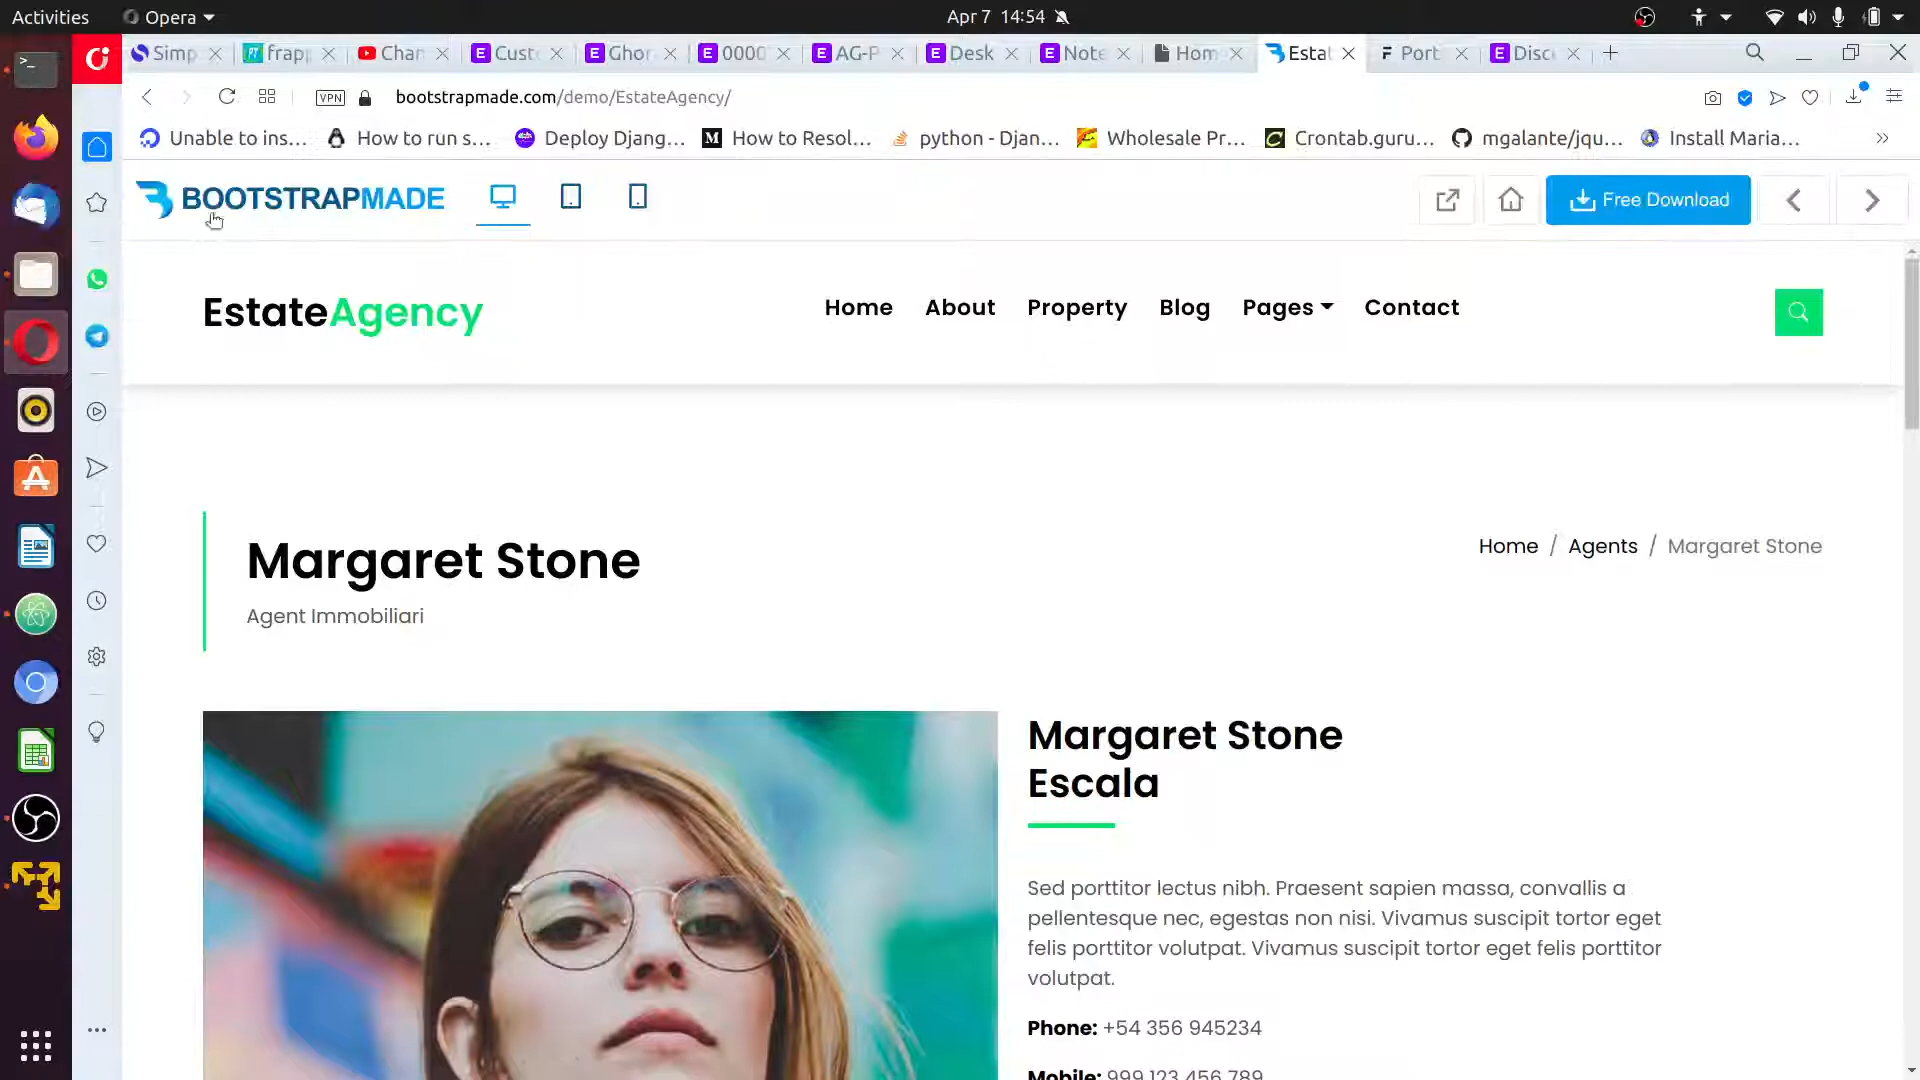 Activities
Opera
Apr 7 14:54
Simp
frapp
Chan
Custo
Ghor
0000
AG-P
Desk
Note
Hom
Estat
Port
Disc
VPN
bootstrapmade.com/demo/EstateAgency/
Unable to ins...
How to run s...
Deploy Djang...
How to Resol...
python - Djan...
Wholesale Pr...
Crontab.guru...
mgalante/jqu...
Install Maria...
BOOTSTRAPMADE
Free Download
EstateAgency
Home
About
Property
Blog
Pages
Contact
Margaret Stone
Agent Immobiliari
Home / Agents / Margaret Stone
Margaret Stone
Escala
Sed porttitor lectus nibh. Praesent sapien massa, convallis a
pellentesque nec, egestas non nisi. Vivamus suscipit tortor eget
felis porttitor volutpat. Vivamus suscipit tortor eget felis porttitor
volutpat.
Phone: +54 356 945234
Mobile: 999 123 456 789